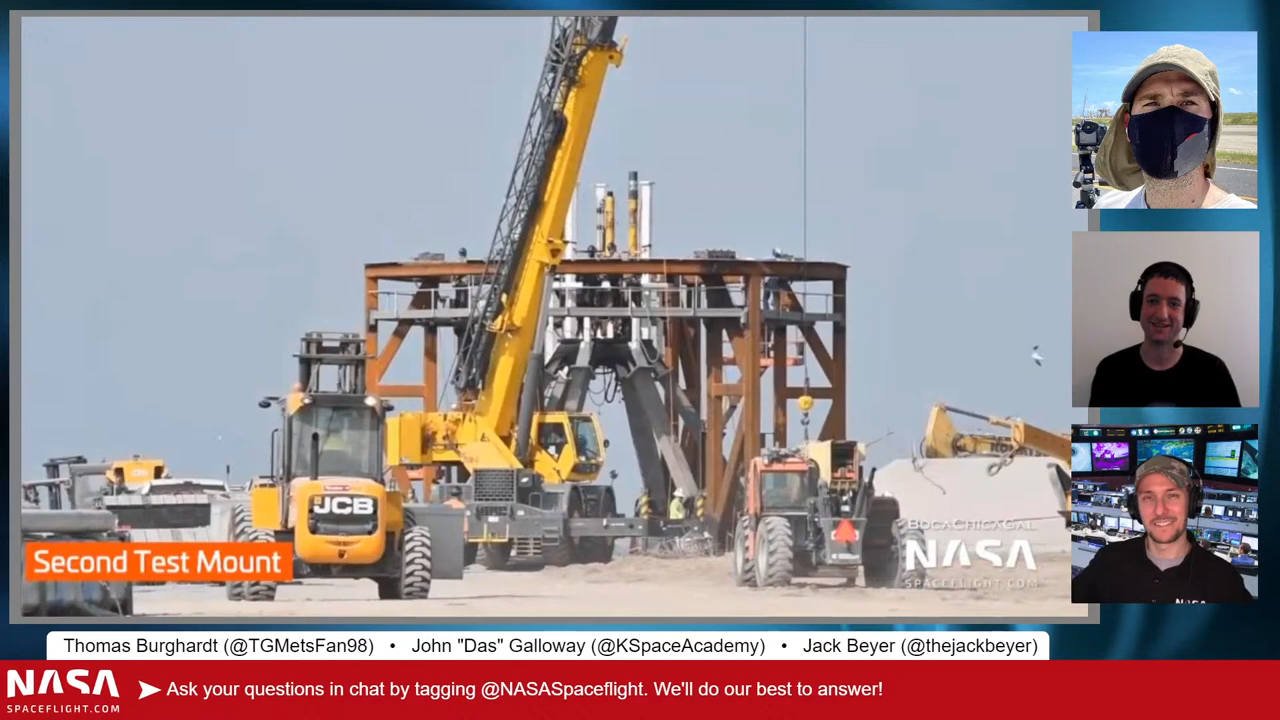 JCB
Second Test Mount
BOCACHICAGAL
NASA
SPACEFLIGHT.COM
NASA
Thomas Burghardt (@TGMetsFan98) • John "Das" Galloway (@KSpaceAcademy) • Jack Beyer (@thejackbeyer)
NASA
SPACEFLIGHT.COM
Ask your questions in chat by tagging @NASASpaceflight. We'll do our best to answer!